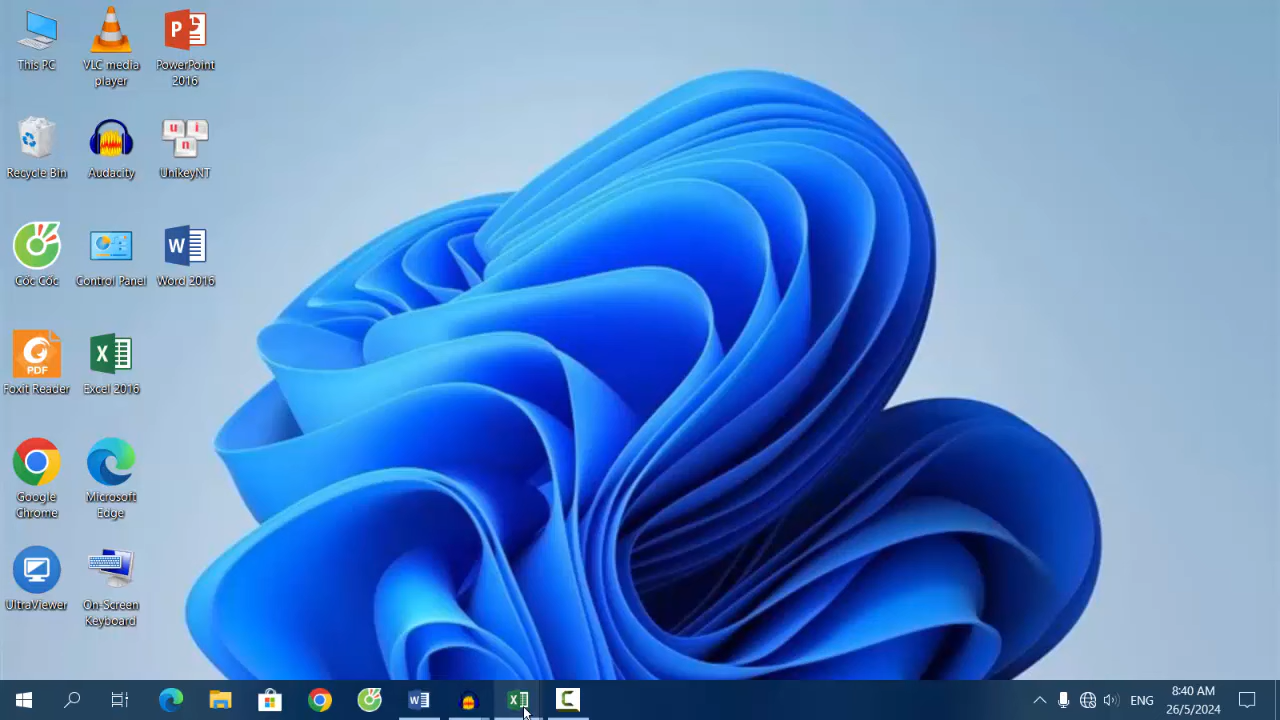 This PC
VLC media player
PowerPoint 2016
Recycle Bin
Audacity
UnikeyNT
Cốc Cốc
Control Panel
Word 2016
Foxit Reader
Excel 2016
Google Chrome
Microsoft Edge
UltraViewer
On-Screen Keyboard
ENG
8:40 AM
26/5/2024